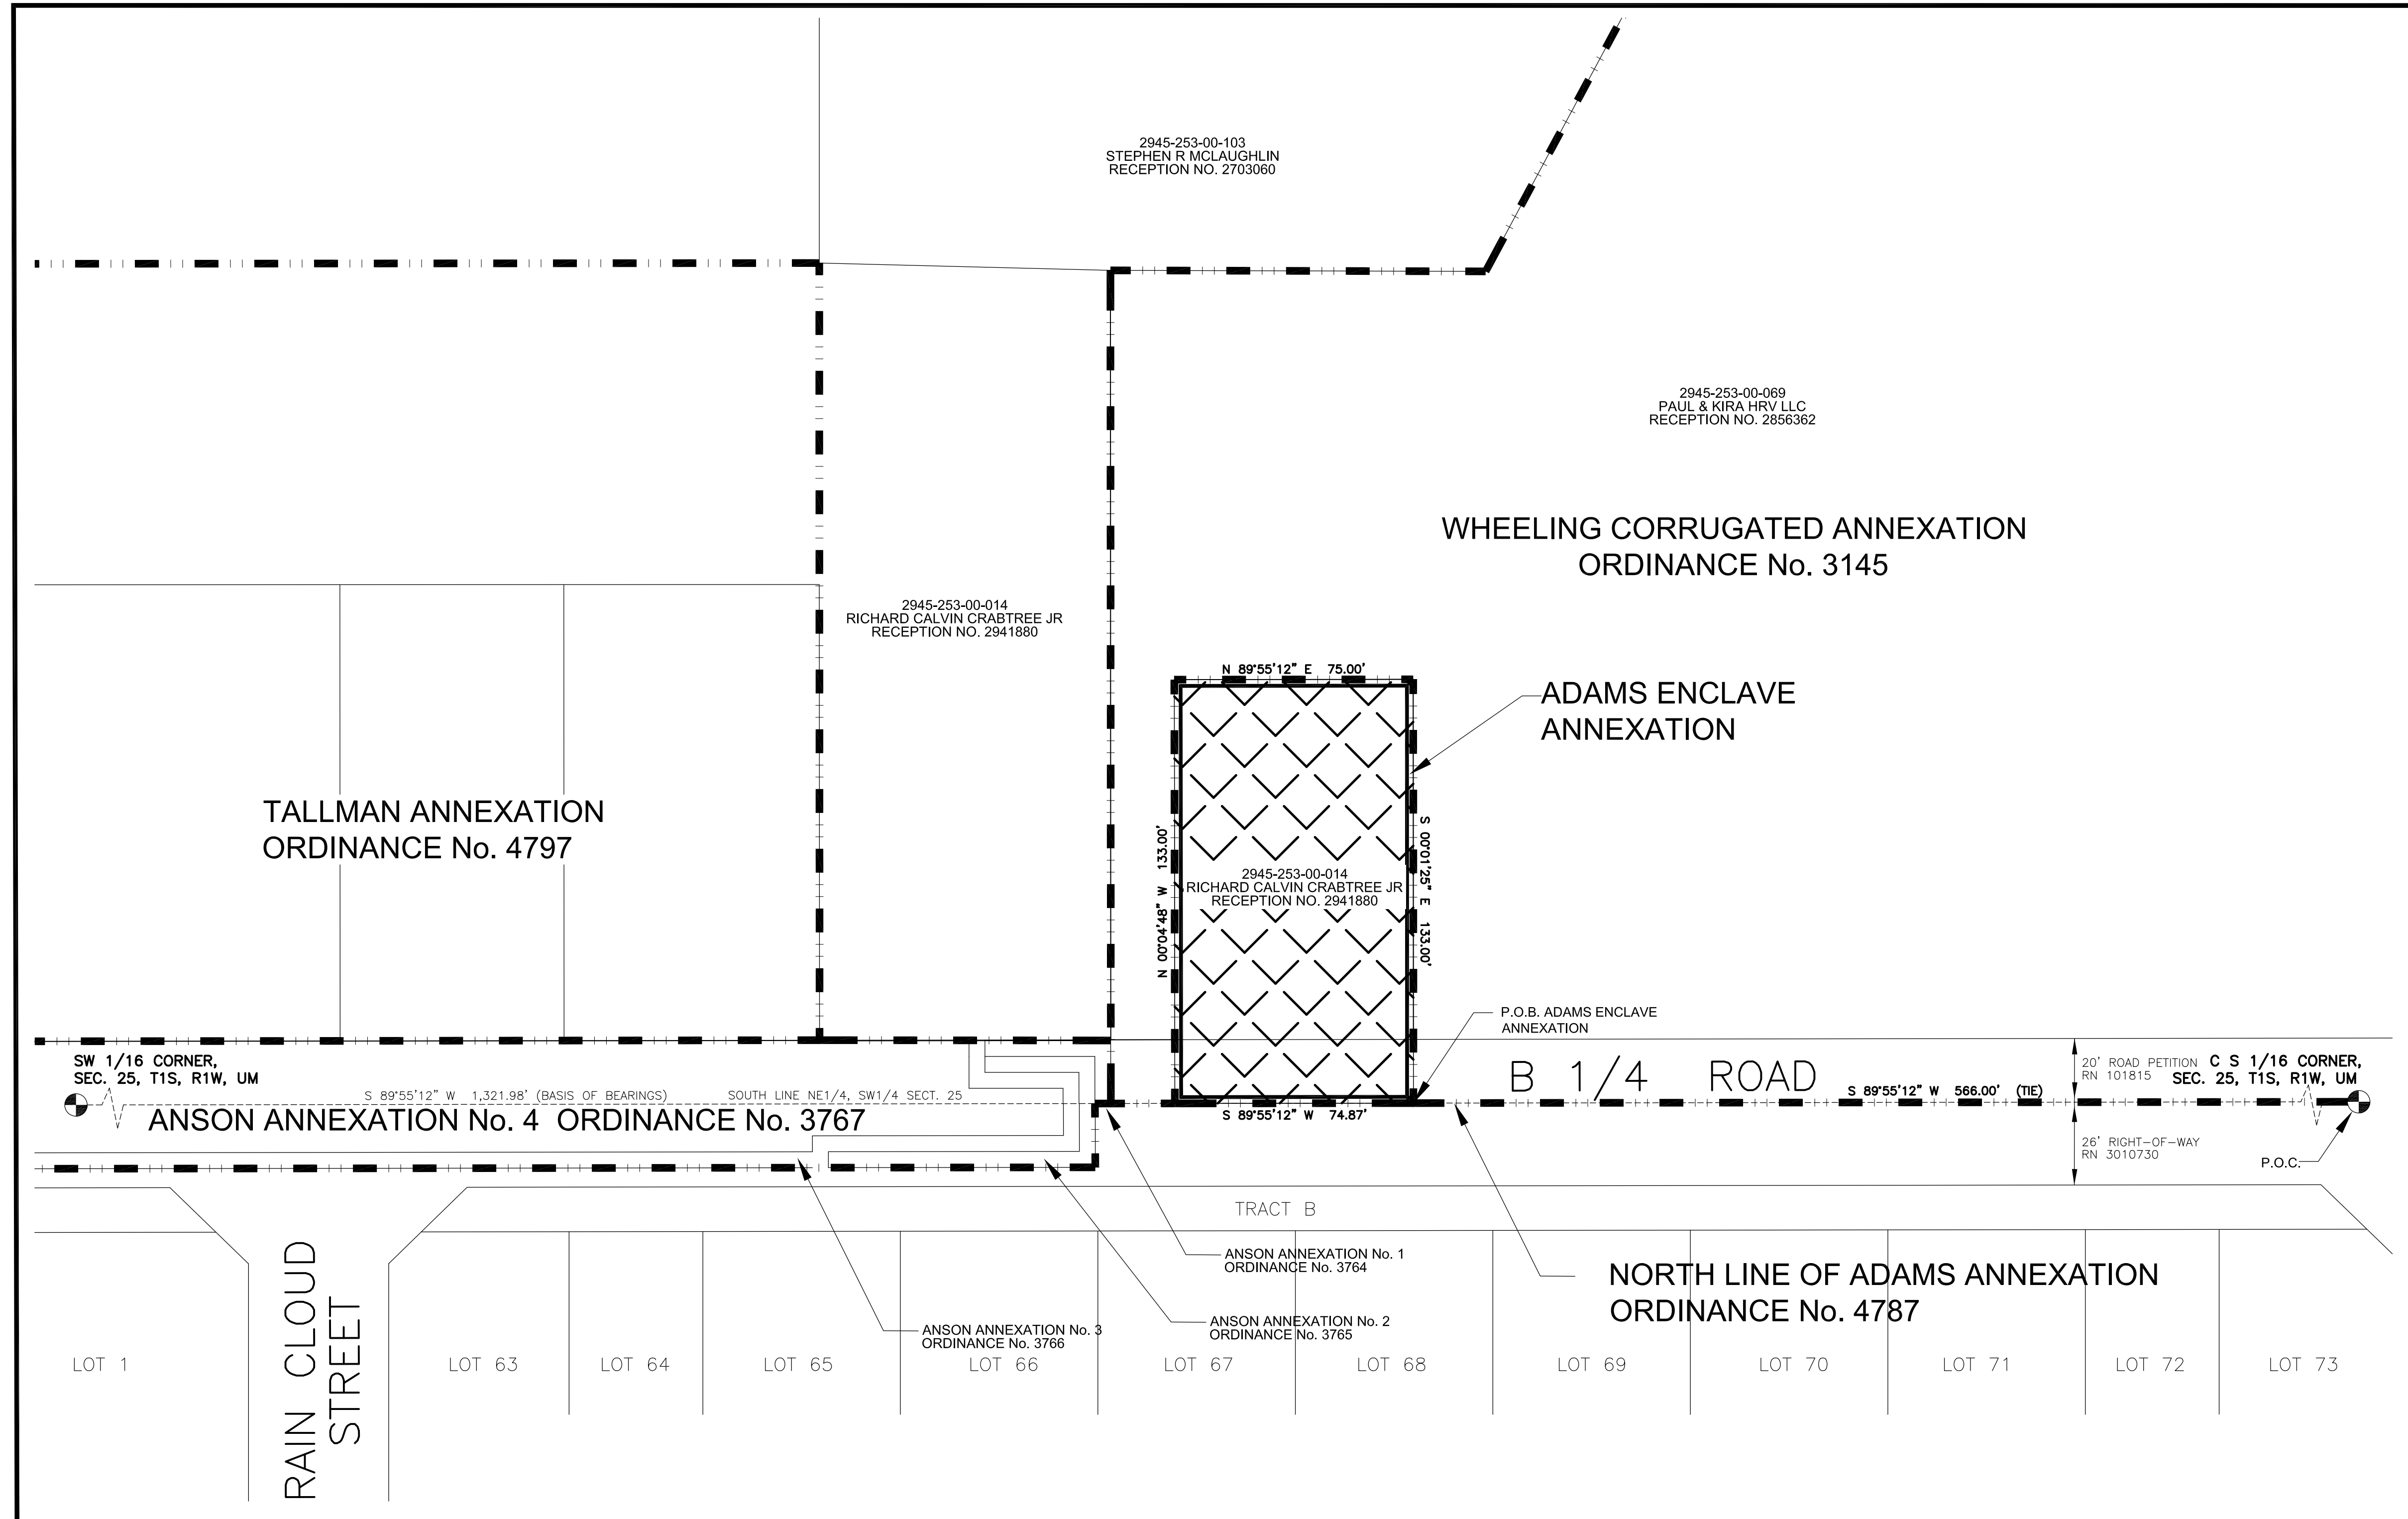 2945-253-00-103
STEPHEN R MCLAUGHLIN
RECEPTION NO. 2703060
2945-253-00-069
PAUL & KIRA HRV LLC
RECEPTION NO. 2856362
WHEELING CORRUGATED ANNEXATION
ORDINANCE No. 3145
2945-253-00-014
RICHARD CALVIN CRABTREE JR
RECEPTION NO. 2941880
N 89°55'12" E 75.00'
ADAMS ENCLAVE
ANNEXATION
TALLMAN ANNEXATION
ORDINANCE No. 4797
N 00°04'48" W 133.00'
S 00°01'25" E 133.00'
2945-253-00-014
RICHARD CALVIN CRABTREE JR
RECEPTION NO. 2941880
P.O.B. ADAMS ENCLAVE
ANNEXATION
SW 1/16 CORNER,
SEC. 25, T1S, R1W, UM
S 89°55'12" W 1,321.98' (BASIS OF BEARINGS) SOUTH LINE NE1/4, SW1/4 SECT. 25
ANSON ANNEXATION No. 4 ORDINANCE No. 3767
B 1/4 ROAD
S 89°55'12" W 566.00' (TIE)
20' ROAD PETITION
RN 101815
C S 1/16 CORNER,
SEC. 25, T1S, R1W, UM
S 89°55'12" W 74.87'
26' RIGHT-OF-WAY
RN 3010730
P.O.C.
TRACT B
ANSON ANNEXATION No. 1
ORDINANCE No. 3764
NORTH LINE OF ADAMS ANNEXATION
ORDINANCE No. 4787
ANSON ANNEXATION No. 2
ORDINANCE No. 3765
ANSON ANNEXATION No. 3
ORDINANCE No. 3766
RAIN CLOUD
STREET
LOT 1
LOT 63
LOT 64
LOT 65
LOT 66
LOT 67
LOT 68
LOT 69
LOT 70
LOT 71
LOT 72
LOT 73